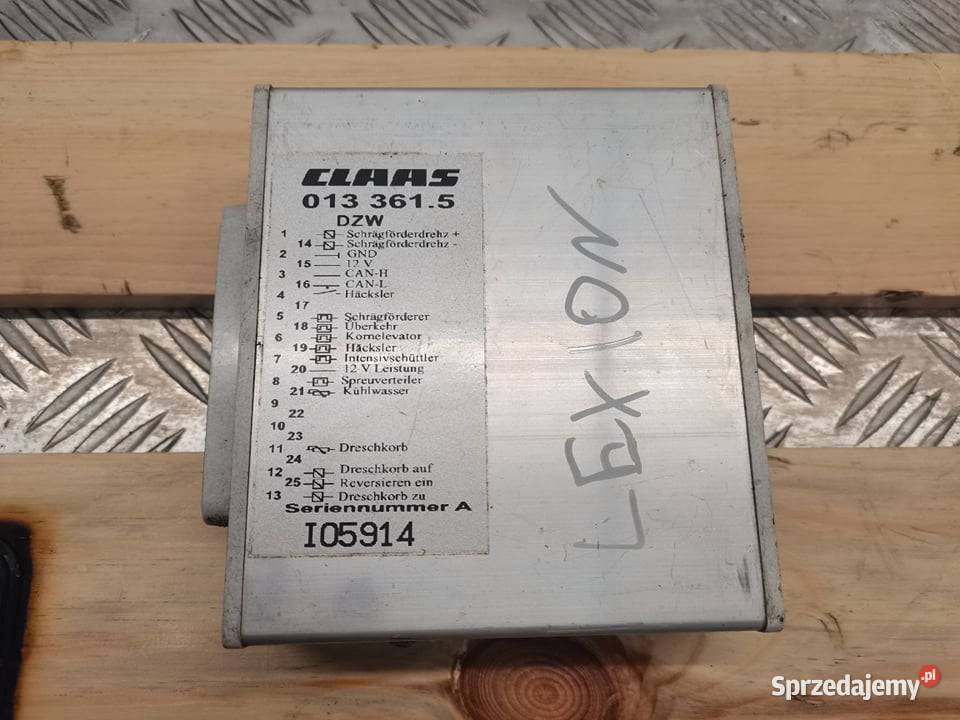 CLAAS
013 361.5
DZW
1 Schrägförderdrehz +
14 Schrägförderdrehz -
2 GND
15 12 V
3 CAN-H
16 CAN-L
4 Häcksler
17
5 Schrägförderer
18 Überkehr
6 Kornelevator
19 Häcksler
7 Intensivschüttler
20 12 V Leistung
8 Spreuverteiler
21 Kühlwasser
9
22
10
23
11 Dreschkorb
24
12 Dreschkorb auf
25 Reversieren ein
13 Dreschkorb zu
Seriennummer A
I05914
LEXION
Sprzedajemy.pl